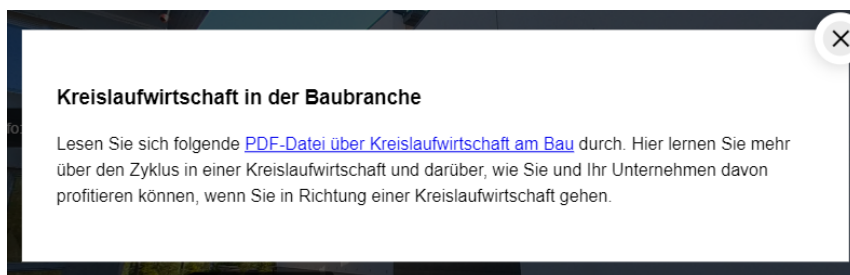 Kreislaufwirtschaft in der Baubranche
Lesen Sie sich folgende PDF-Datei über Kreislaufwirtschaft am Bau durch. Hier lernen Sie mehr
über den Zyklus in einer Kreislaufwirtschaft und darüber, wie Sie und Ihr Unternehmen davon
profitieren können, wenn Sie in Richtung einer Kreislaufwirtschaft gehen.